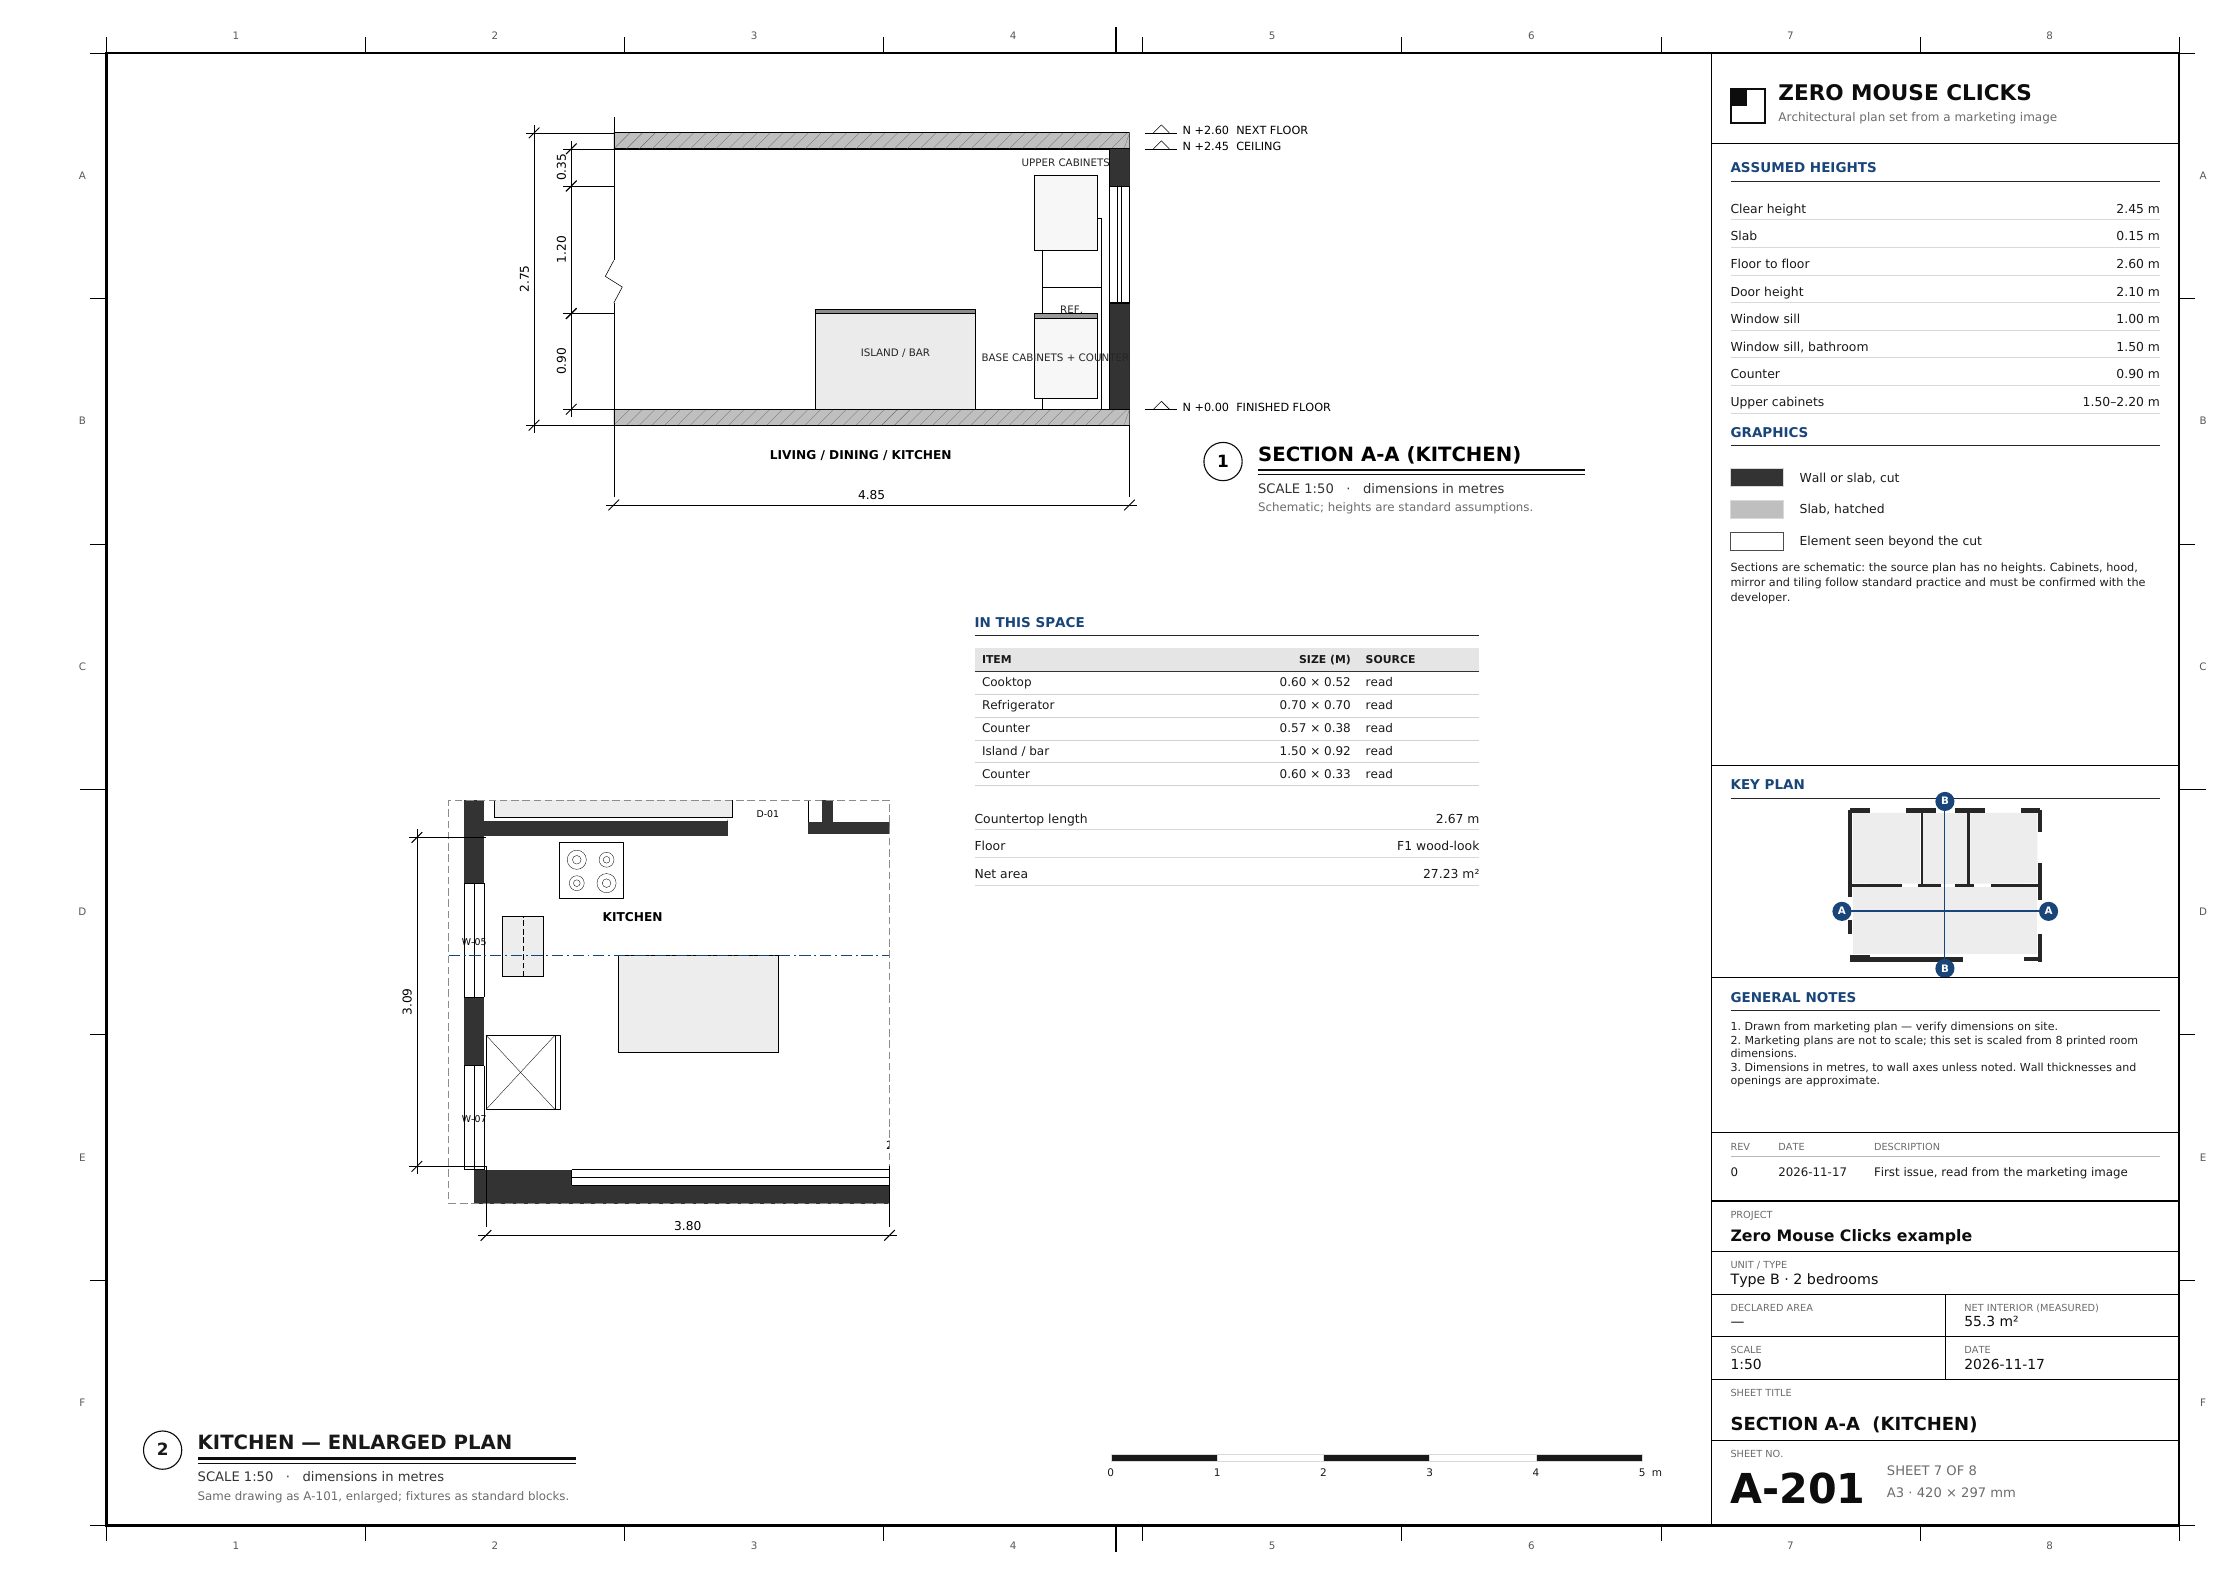 1 2 3 4 5 6 7 8
A A
B B
C C
D D
E E
F F
1 2 3 4 5 6 7 8
2.75
0.35
1.20
0.90
N +2.60 NEXT FLOOR
N +2.45 CEILING
UPPER CABINETS
REF.
ISLAND / BAR
BASE CABINETS + COUNTER
N +0.00 FINISHED FLOOR
LIVING / DINING / KITCHEN
4.85
1
SECTION A-A (KITCHEN)
SCALE 1:50 · dimensions in metres
Schematic; heights are standard assumptions.
IN THIS SPACE
ITEM SIZE (M) SOURCE
Cooktop 0.60 × 0.52 read
Refrigerator 0.70 × 0.70 read
Counter 0.57 × 0.38 read
Island / bar 1.50 × 0.92 read
Counter 0.60 × 0.33 read
Countertop length 2.67 m
Floor F1 wood-look
Net area 27.23 m²
D-01
KITCHEN
W-05
3.09
W-07
3.80
2
KITCHEN — ENLARGED PLAN
SCALE 1:50 · dimensions in metres
Same drawing as A-101, enlarged; fixtures as standard blocks.
0 1 2 3 4 5 m
ZERO MOUSE CLICKS
Architectural plan set from a marketing image
ASSUMED HEIGHTS
Clear height 2.45 m
Slab 0.15 m
Floor to floor 2.60 m
Door height 2.10 m
Window sill 1.00 m
Window sill, bathroom 1.50 m
Counter 0.90 m
Upper cabinets 1.50–2.20 m
GRAPHICS
Wall or slab, cut
Slab, hatched
Element seen beyond the cut
Sections are schematic: the source plan has no heights. Cabinets, hood,
mirror and tiling follow standard practice and must be confirmed with the
developer.
KEY PLAN
B
A A
B
GENERAL NOTES
1. Drawn from marketing plan — verify dimensions on site.
2. Marketing plans are not to scale; this set is scaled from 8 printed room
dimensions.
3. Dimensions in metres, to wall axes unless noted. Wall thicknesses and
openings are approximate.
REV DATE DESCRIPTION
0 2026-11-17 First issue, read from the marketing image
PROJECT
Zero Mouse Clicks example
UNIT / TYPE
Type B · 2 bedrooms
DECLARED AREA NET INTERIOR (MEASURED)
— 55.3 m²
SCALE DATE
1:50 2026-11-17
SHEET TITLE
SECTION A-A (KITCHEN)
SHEET NO.
A-201
SHEET 7 OF 8
A3 · 420 × 297 mm